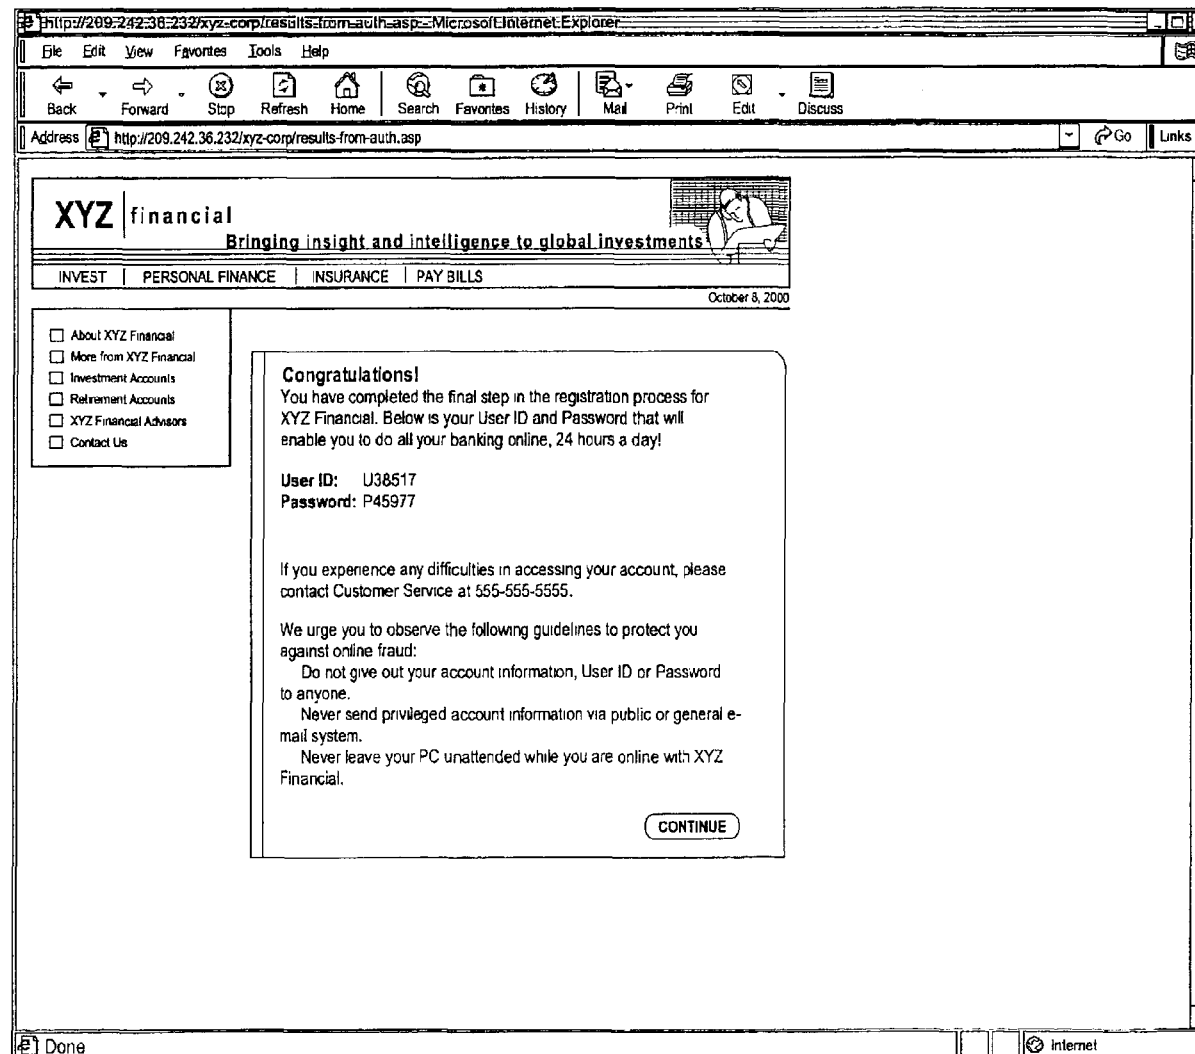 http://209.242.36.232/xyz-corp/results-from-auth.asp - Microsoft Internet Explorer
File Edit View Favorites Tools Help
Back Forward Stop Refresh Home Search Favorites History Mail Print Edit Discuss
Address http://209.242.36.232/xyz-corp/results-from-auth.asp Go Links
XYZ financial
Bringing insight and intelligence to global investments
INVEST | PERSONAL FINANCE | INSURANCE | PAY BILLS
October 8, 2000
About XYZ Financial
More from XYZ Financial
Investment Accounts
Retirement Accounts
XYZ Financial Advisors
Contact Us
Congratulations!
You have completed the final step in the registration process for
XYZ Financial. Below is your User ID and Password that will
enable you to do all your banking online, 24 hours a day!
User ID: U38517
Password: P45977
If you experience any difficulties in accessing your account, please
contact Customer Service at 555-555-5555.
We urge you to observe the following guidelines to protect you
against online fraud:
Do not give out your account information, User ID or Password
to anyone.
Never send privileged account information via public or general e-
mail system.
Never leave your PC unattended while you are online with XYZ
Financial.
CONTINUE
Done Internet